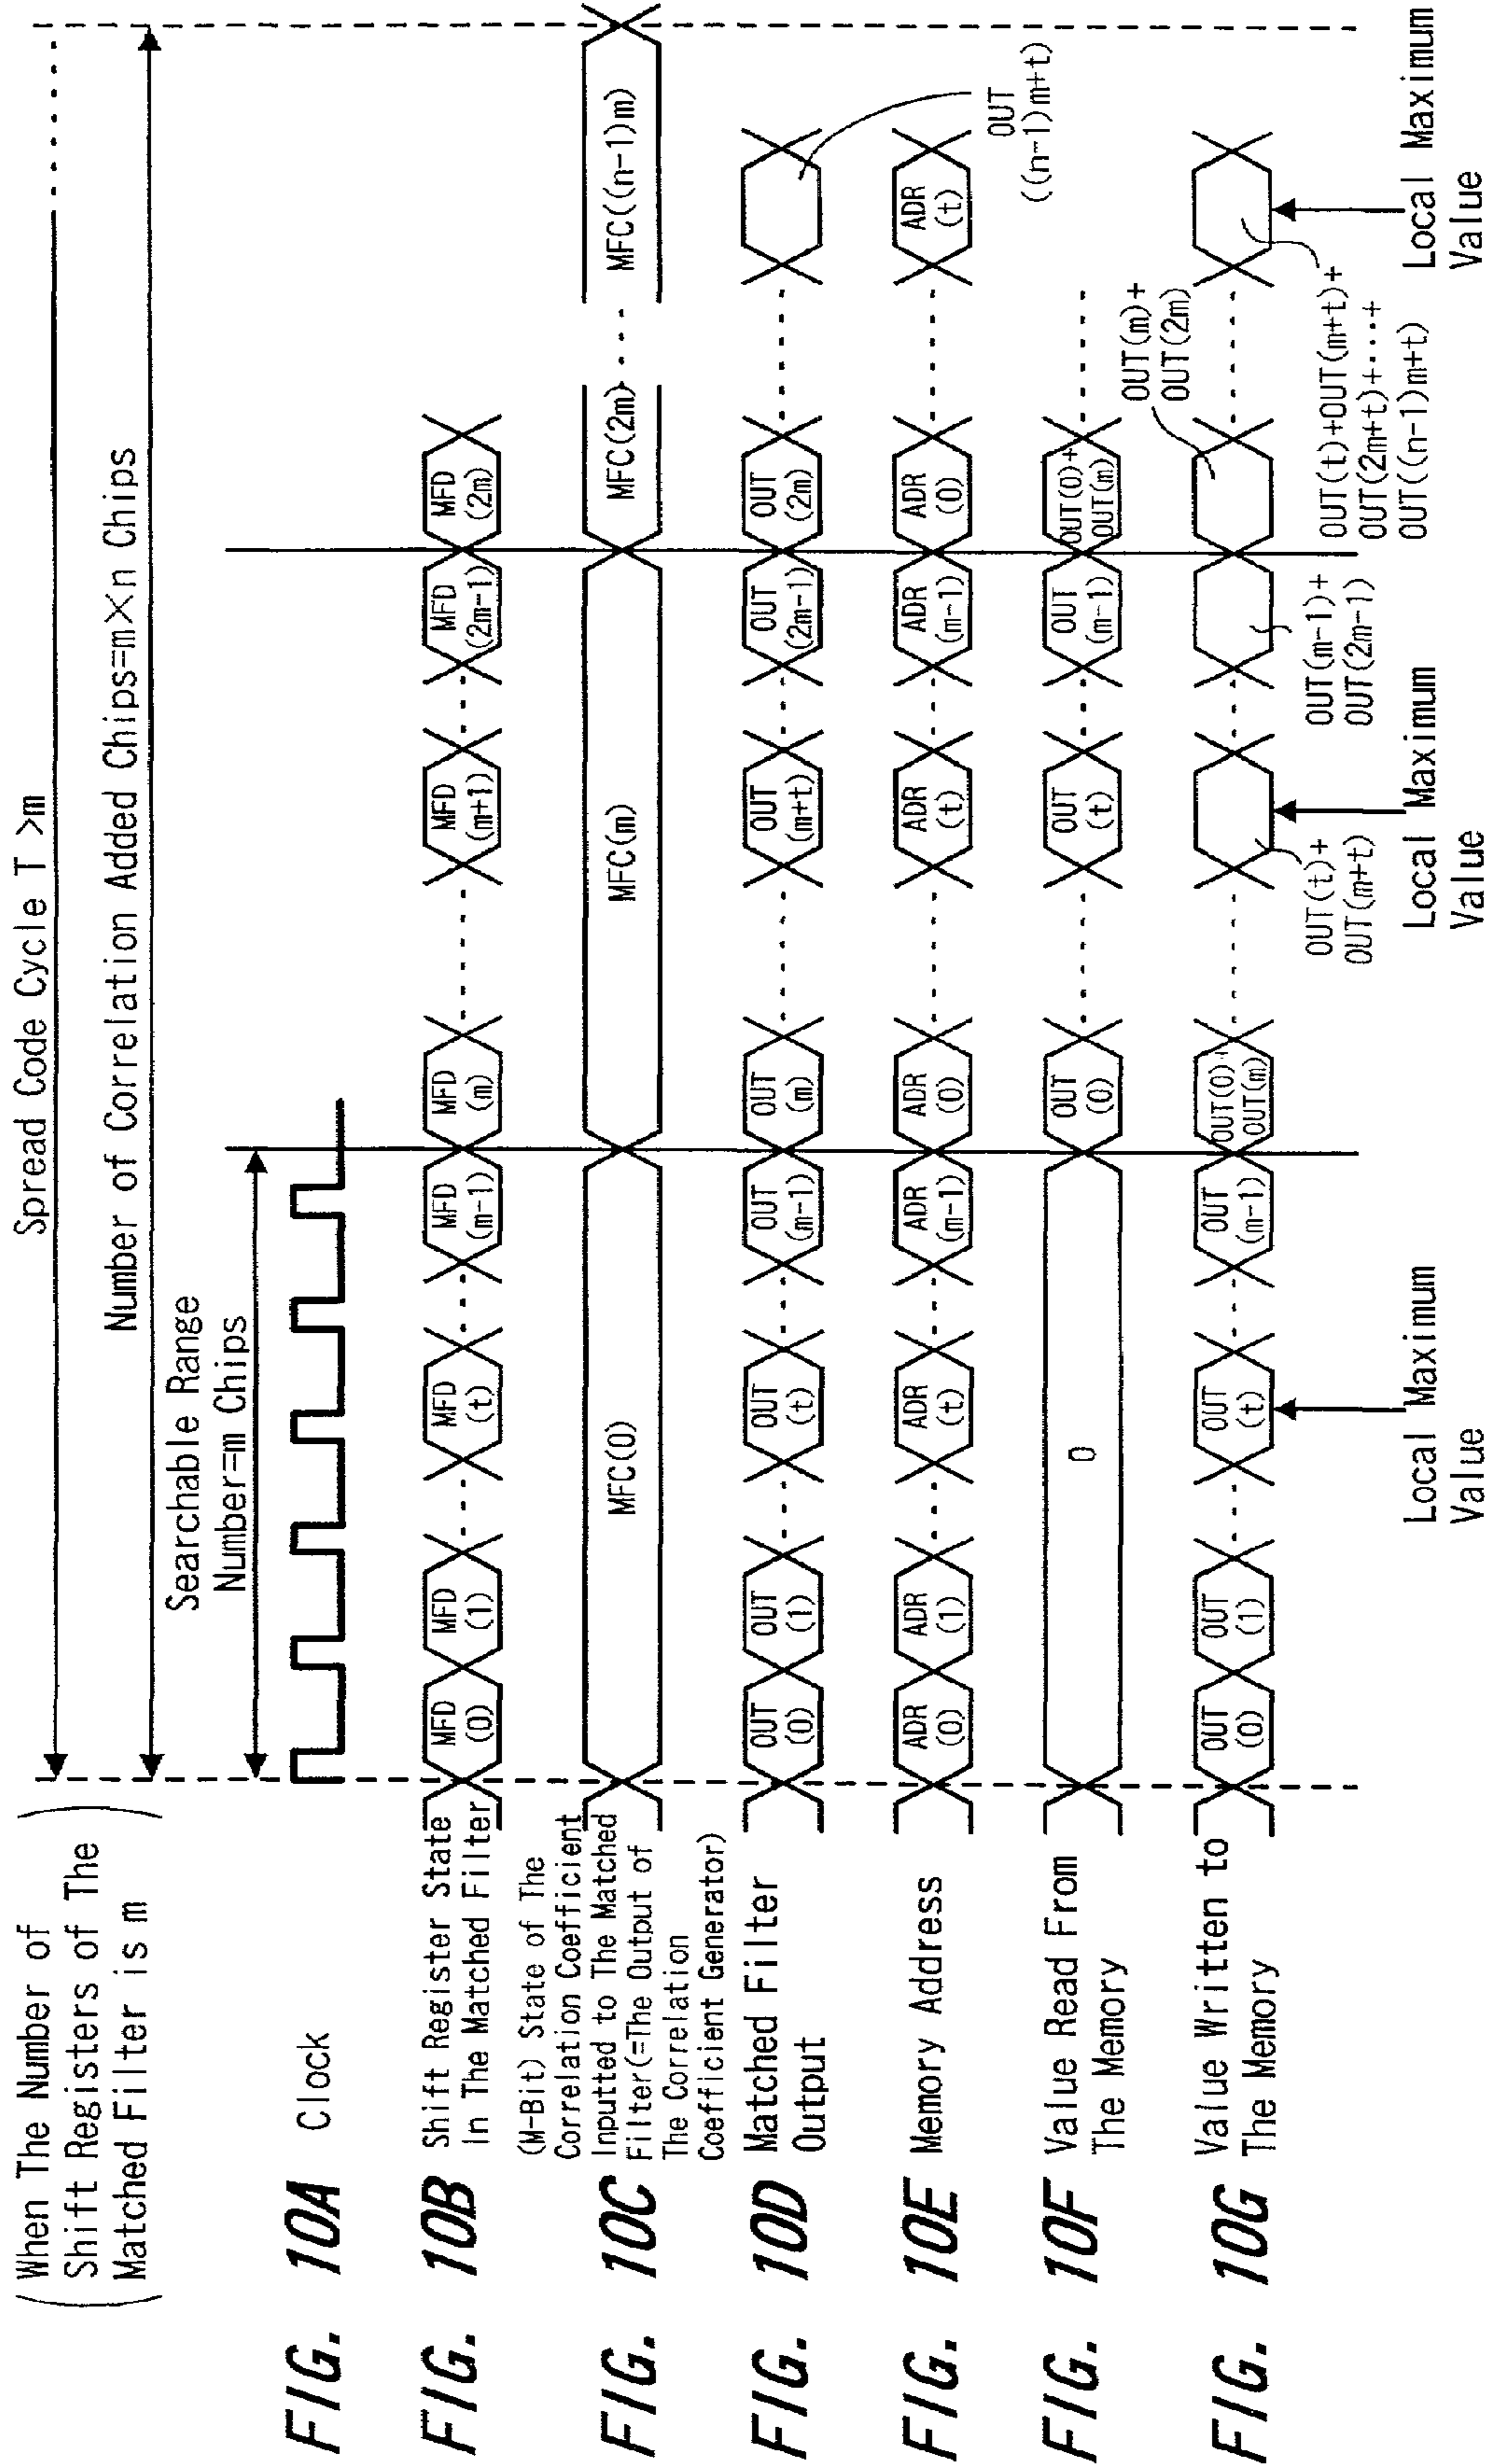 (When The Number of
Shift Registers of The
Matched Filter is m)
Spread Code Cycle T >m
Number of Correlation Added Chips=m×n Chips
Searchable Range
Number=m Chips
FIG. 10A Clock
FIG. 10B Shift Register State
In The Matched Filter
MFD (0) MFD (1) MFD (t) MFD (m-1) MFD (m) MFD (m+1) MFD (2m-1) MFD (2m)
FIG. 10C (M-Bit) State of The
Correlation Coefficient
Inputted to The Matched
Filter(=The Output of
The Correlation
Coefficient Generator)
MFC(0) MFC(m) MFC(2m) MFC((n-1)m)
FIG. 10D Matched Filter
Output
OUT (0) OUT (1) OUT (t) OUT (m-1) OUT (m) OUT (m+t) OUT (2m-1) OUT (2m)
OUT
((n-1)m+t)
FIG. 10E Memory Address
ADR (0) ADR (1) ADR (t) ADR (m-1) ADR (0) ADR (t) ADR (m-1) ADR (0) ADR (t)
FIG. 10F Value Read From
The Memory
0 OUT (0) OUT (t) OUT (m-1) OUT(0)+ OUT(m)
FIG. 10G Value Written to
The Memory
OUT (0) OUT (1) OUT (t) OUT (m-1) OUT(0)+ OUT(m)
OUT(t)+
OUT(m+t)
OUT(m-1)+
OUT(2m-1)
OUT(m)+
OUT(2m)
OUT(t)+OUT(m+t)+
OUT(2m+t)+....+
OUT((n-1)m+t)
Local Maximum
Value
Local Maximum
Value
Local Maximum
Value